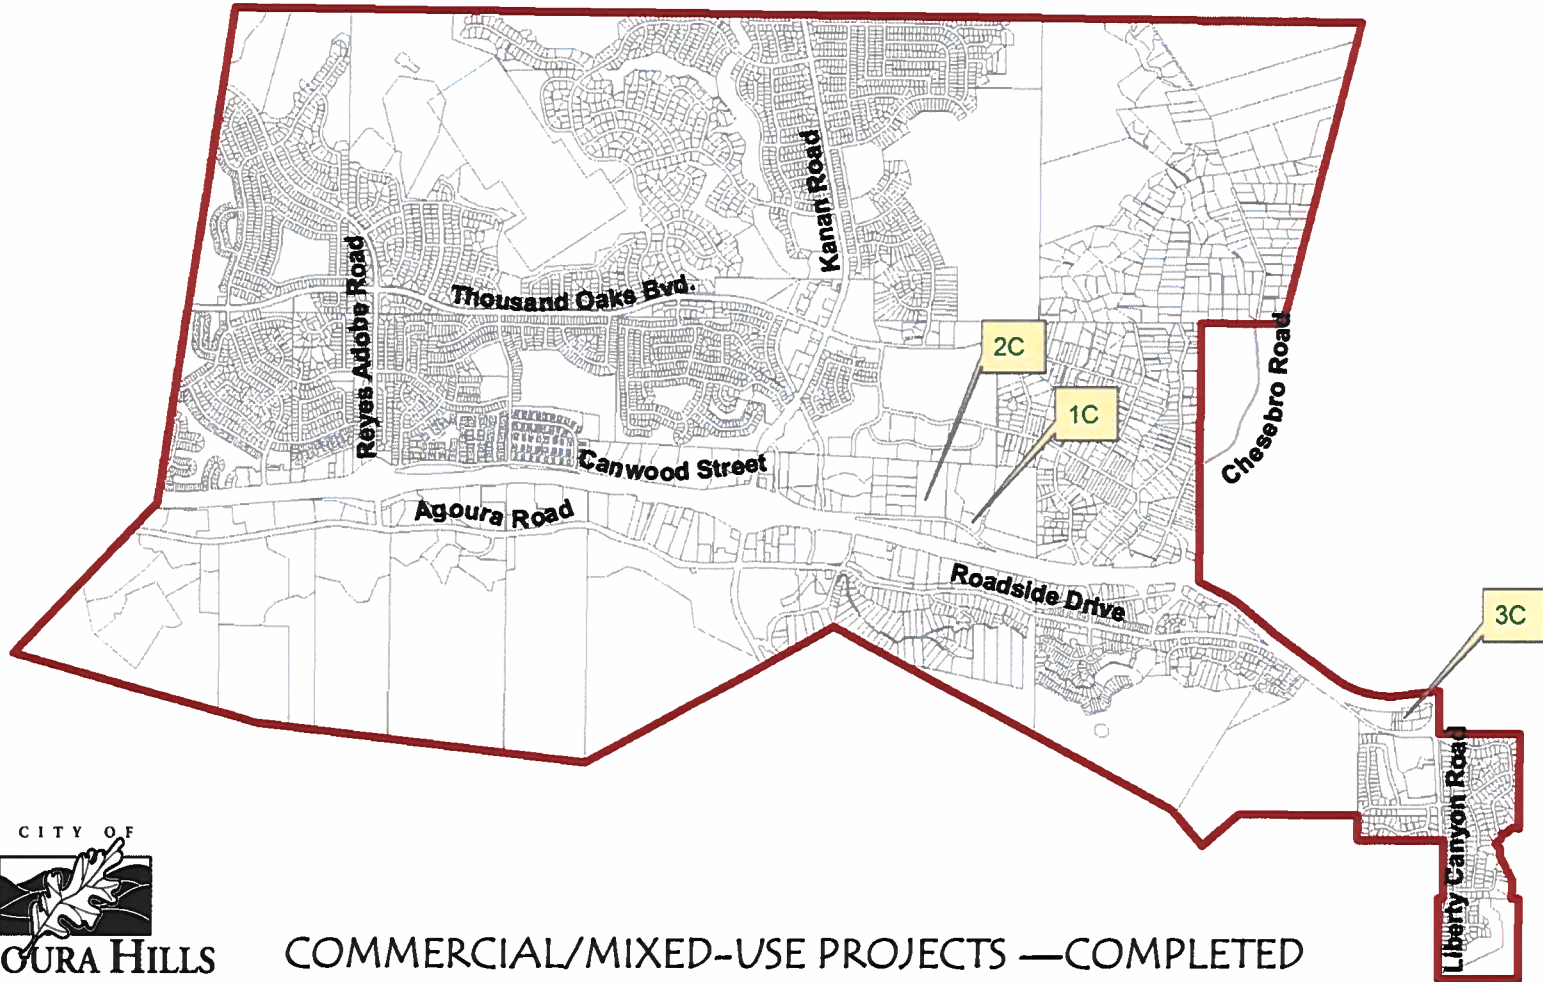 Kanan Road
Reyes Adobe Road
Thousand Oaks Bvd.
2C
1C
Chesebro Road
Canwood Street
Agoura Road
Roadside Drive
3C
Liberty Canyon Road
CITY OF
OURA HILLS
COMMERCIAL/MIXED-USE PROJECTS —COMPLETED